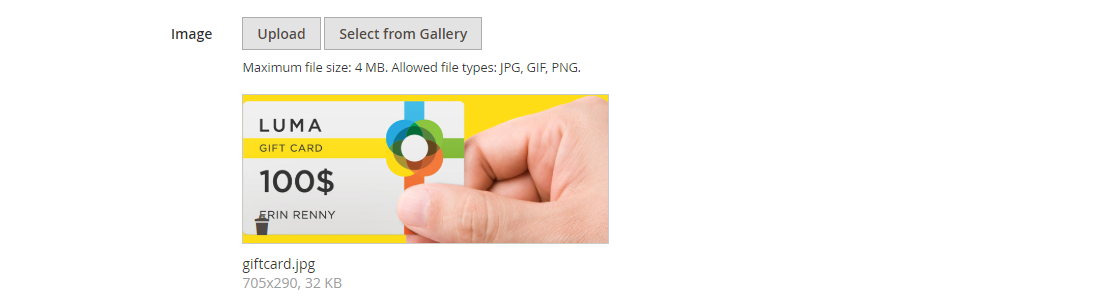 Image
Upload
Select from Gallery
Maximum file size: 4 MB. Allowed file types: JPG, GIF, PNG.
LUMA
GIFT CARD
100$
ERIN RENNY
giftcard.jpg
705x290, 32 KB